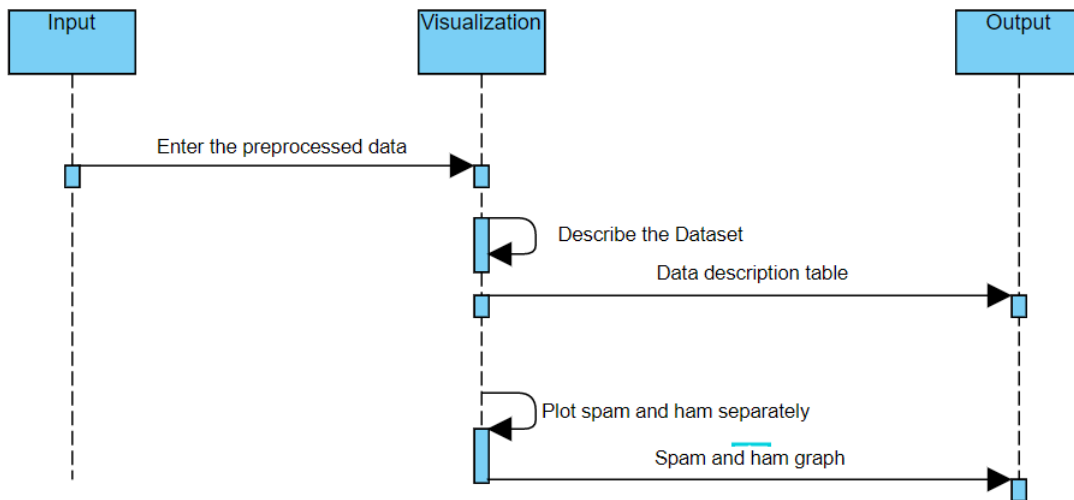 Input
Visualization
Output
Enter the preprocessed data
Describe the Dataset
Data description table
Plot spam and ham separately
Spam and ham graph